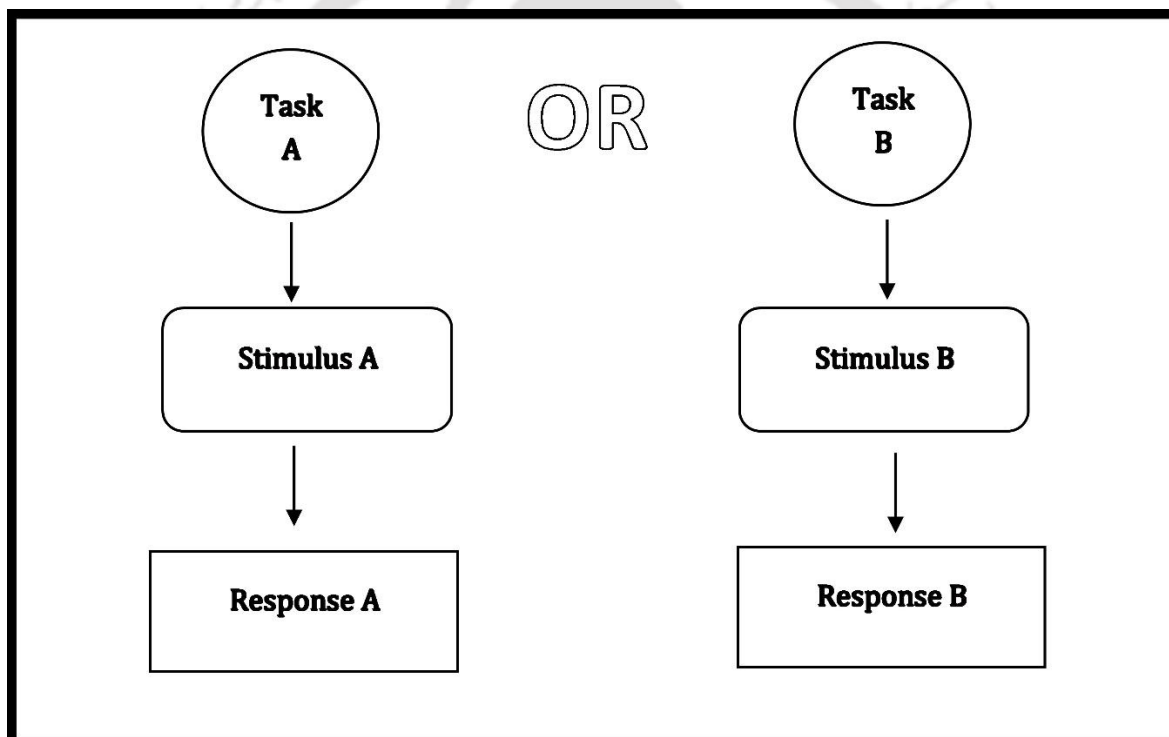 Task
A
OR
Task
B
Stimulus A
Stimulus B
Response A
Response B